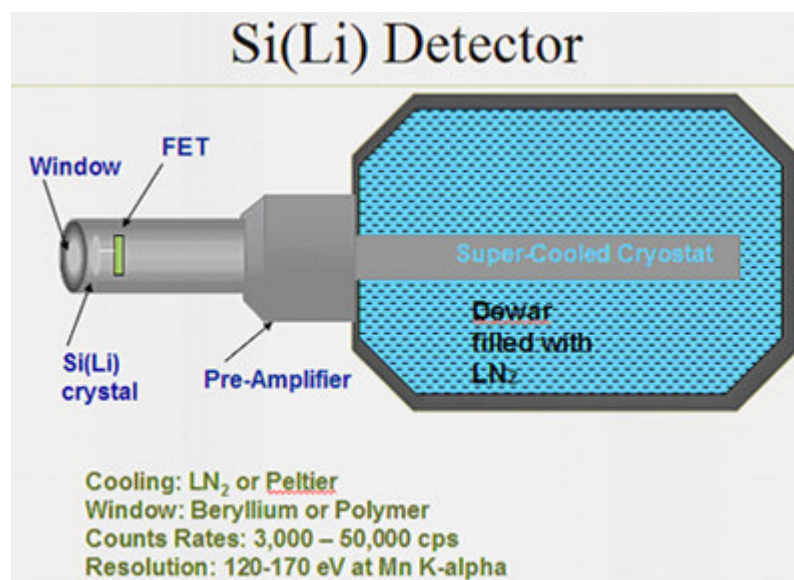 Si(Li) Detector
FET
Window
Super-Cooled Cryostat
Dewar
filled with
LN₂
Si(Li)
crystal
Pre-Amplifier
Cooling: LN₂ or Peltier
Window: Beryllium or Polymer
Counts Rates: 3,000 – 50,000 cps
Resolution: 120-170 eV at Mn K-alpha